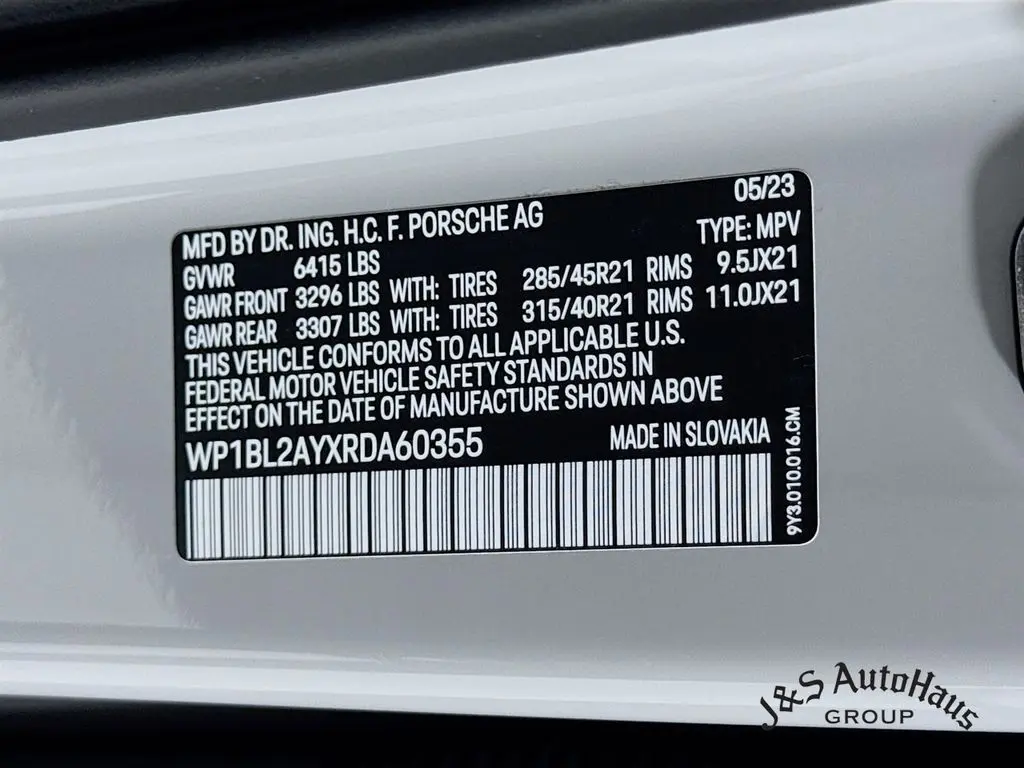 05/23
MFD BY DR. ING. H.C. F. PORSCHE AG
TYPE: MPV
GVWR 6415 LBS
GAWR FRONT 3296 LBS WITH: TIRES 285/45R21 RIMS 9.5JX21
GAWR REAR 3307 LBS WITH: TIRES 315/40R21 RIMS 11.0JX21
THIS VEHICLE CONFORMS TO ALL APPLICABLE U.S.
FEDERAL MOTOR VEHICLE SAFETY STANDARDS IN
EFFECT ON THE DATE OF MANUFACTURE SHOWN ABOVE
WP1BL2AYXRDA60355 MADE IN SLOVAKIA
9Y3.010.016.CM
J&S AUTOHAUS
GROUP